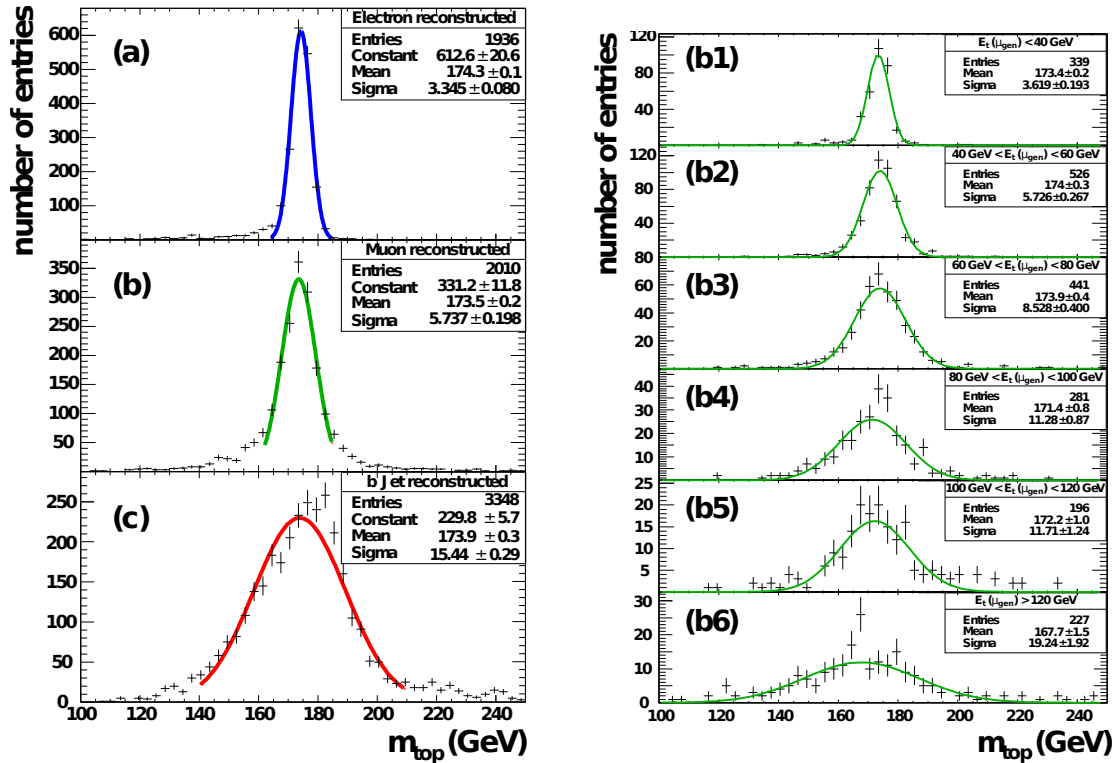 number of entries
(a)
Electron reconstructed
Entries 1936
Constant 612.6 ± 20.6
Mean 174.3 ± 0.1
Sigma 3.345 ± 0.080
600
500
400
300
200
100
(b)
Muon reconstructed
Entries 2010
Constant 331.2 ± 11.8
Mean 173.5 ± 0.2
Sigma 5.737 ± 0.198
350
300
250
200
150
100
50
(c)
b Jet reconstructed
Entries 3348
Constant 229.8 ± 5.7
Mean 173.9 ± 0.3
Sigma 15.44 ± 0.29
250
200
150
100
50
0
100 120 140 160 180 200 220 240
m_top (GeV)
number of entries
(b1)
E_t (μ_gen) < 40 GeV
Entries 339
Mean 173.4 ± 0.2
Sigma 3.619 ± 0.193
120
80
40
(b2)
40 GeV < E_t (μ_gen) < 60 GeV
Entries 526
Mean 174 ± 0.3
Sigma 5.726 ± 0.267
120
80
40
(b3)
60 GeV < E_t (μ_gen) < 80 GeV
Entries 441
Mean 173.9 ± 0.4
Sigma 8.528 ± 0.400
80
60
40
20
(b4)
80 GeV < E_t (μ_gen) < 100 GeV
Entries 281
Mean 171.4 ± 0.8
Sigma 11.28 ± 0.87
40
30
20
10
(b5)
100 GeV < E_t (μ_gen) < 120 GeV
Entries 196
Mean 172.2 ± 1.0
Sigma 11.71 ± 1.24
25
20
15
10
5
(b6)
E_t (μ_gen) > 120 GeV
Entries 227
Mean 167.7 ± 1.5
Sigma 19.24 ± 1.92
30
20
10
0
100 120 140 160 180 200 220 240
m_top (GeV)